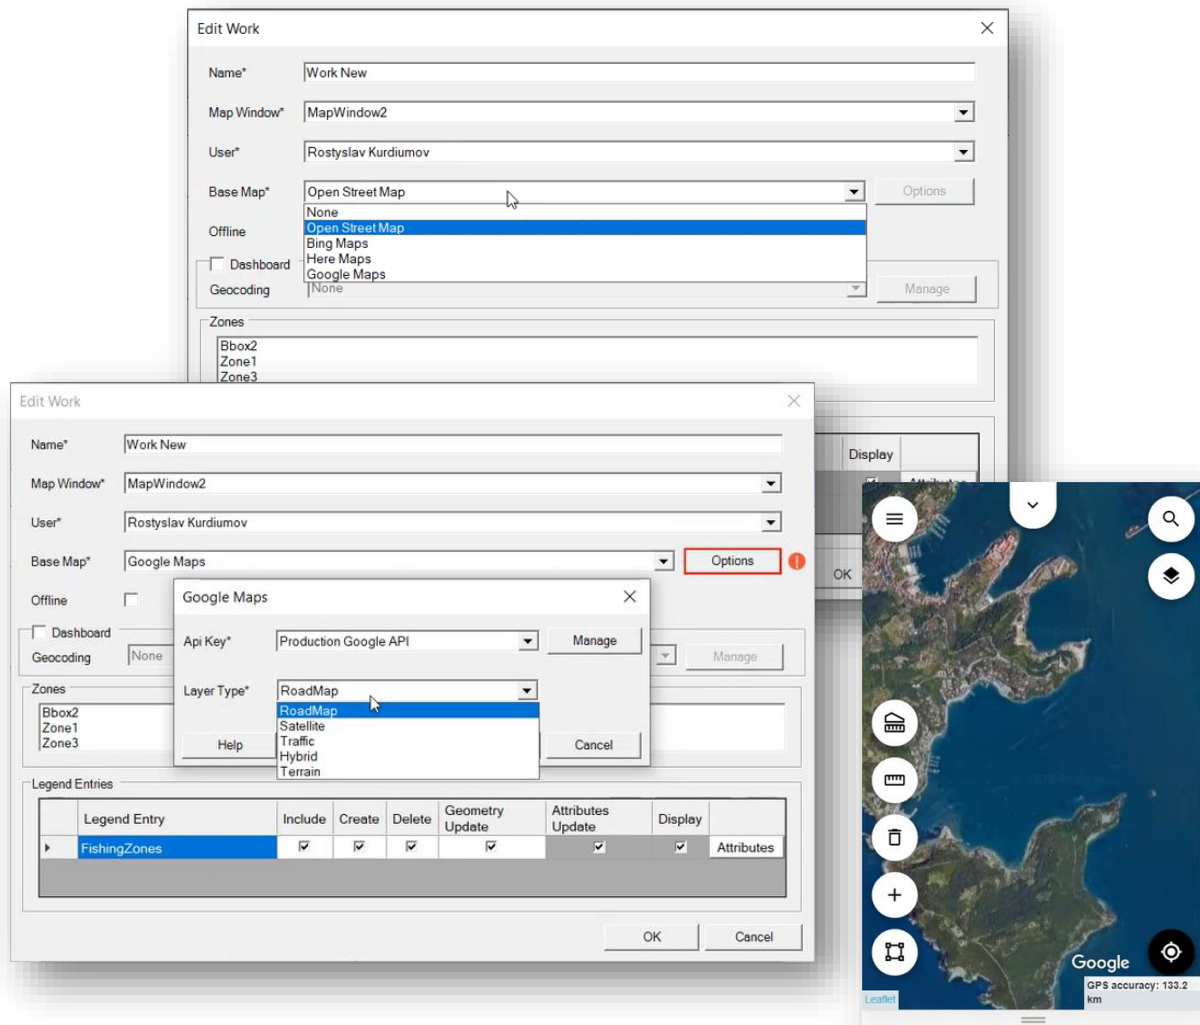 Edit Work
Name* Work New
Map Window* MapWindow2
User* Rostyslav Kurdiumov
Base Map* Open Street Map Options
None
Open Street Map
Bing Maps
Here Maps
Google Maps
Offline
Dashboard
Geocoding None Manage
Zones
Bbox2
Zone1
Zone3
Display
Attributes
OK
Edit Work
Name* Work New
Map Window* MapWindow2
User* Rostyslav Kurdiumov
Base Map* Google Maps Options
Offline
Dashboard
Geocoding None Manage
Zones
Bbox2
Zone1
Zone3
Google Maps
Api Key* Production Google API Manage
Layer Type* RoadMap
RoadMap
Satellite
Traffic
Hybrid
Terrain
Help Cancel
Legend Entries
Legend Entry Include Create Delete Geometry Update Attributes Update Display
FishingZones Attributes
OK Cancel
Google
GPS accuracy: 133.2
km
Leaflet